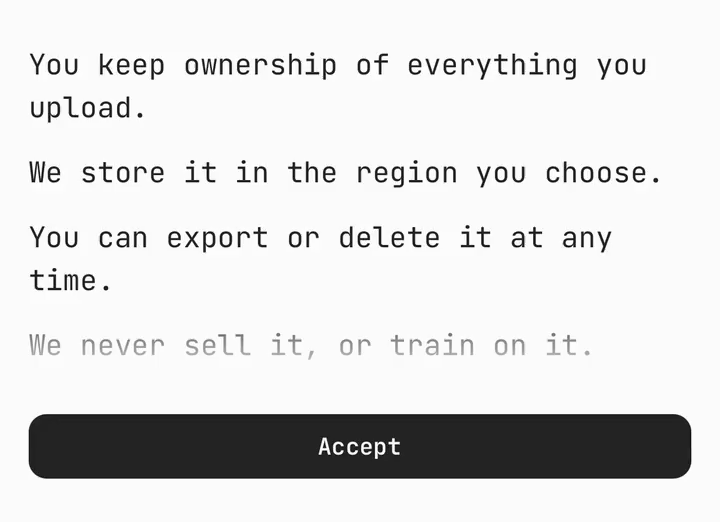 You keep ownership of everything you
upload.
We store it in the region you choose.
You can export or delete it at any
time.
We never sell it, or train on it.
Accept